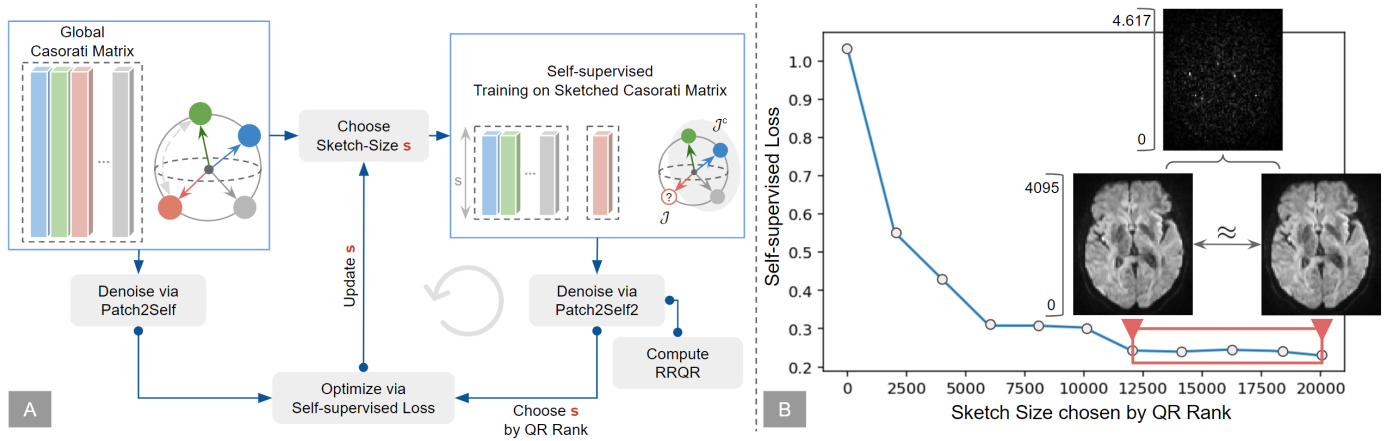 Global
Casorati Matrix
...
Choose
Sketch-Size s
Self-supervised
Training on Sketched Casorati Matrix
s
...
𝒥ᶜ
?
𝒥
Denoise via
Patch2Self
Update s
Denoise via
Patch2Self2
Compute
RRQR
Optimize via
Self-supervised Loss
Choose s
by QR Rank
A
4.617
0
4095
0
≈
Self-supervised Loss
1.0
0.9
0.8
0.7
0.6
0.5
0.4
0.3
0.2
0
2500
5000
7500
10000
12500
15000
17500
20000
Sketch Size chosen by QR Rank
B